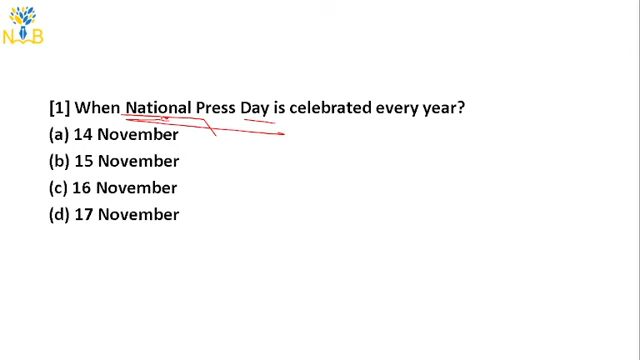 N B
[1] When National Press Day is celebrated every year?
(a) 14 November
(b) 15 November
(c) 16 November
(d) 17 November